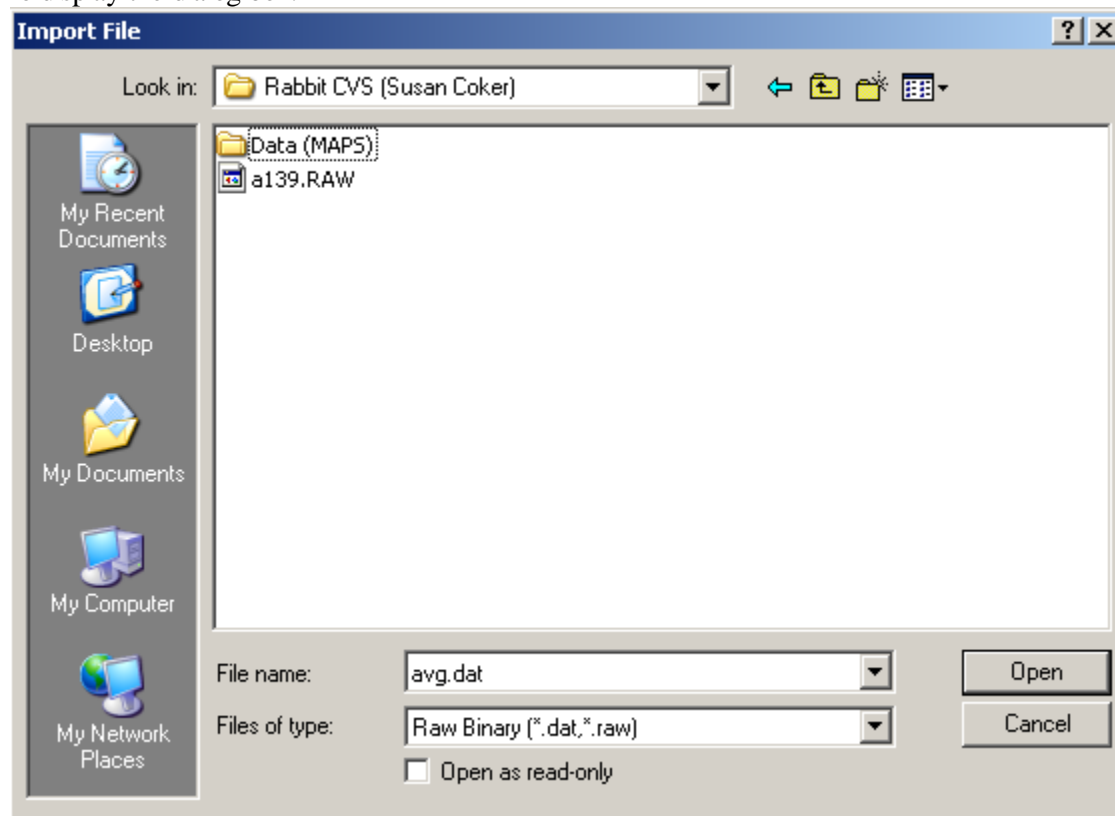 Import File
Look in: Rabbit CVS (Susan Coker)
Data (MAPS)
a139.RAW
My Recent
Documents
Desktop
My Documents
My Computer
My Network
Places
File name: avg.dat Open
Files of type: Raw Binary (*.dat,*.raw) Cancel
Open as read-only